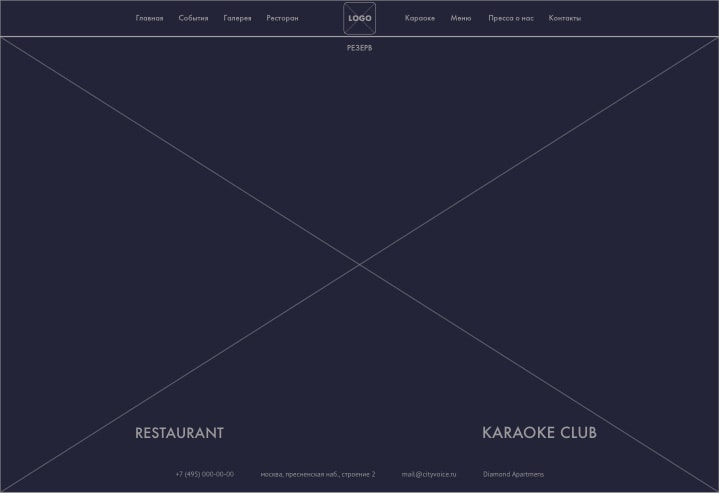 Главная События Галерея Ресторан LOGO Караоке Меню Пресса о нас Контакты
РЕЗЕРВ
RESTAURANT KARAOKE CLUB
+7 (495) 000-00-00 москва, пресненская наб., строение 2 mail@cityvoice.ru Diamond Apartmens